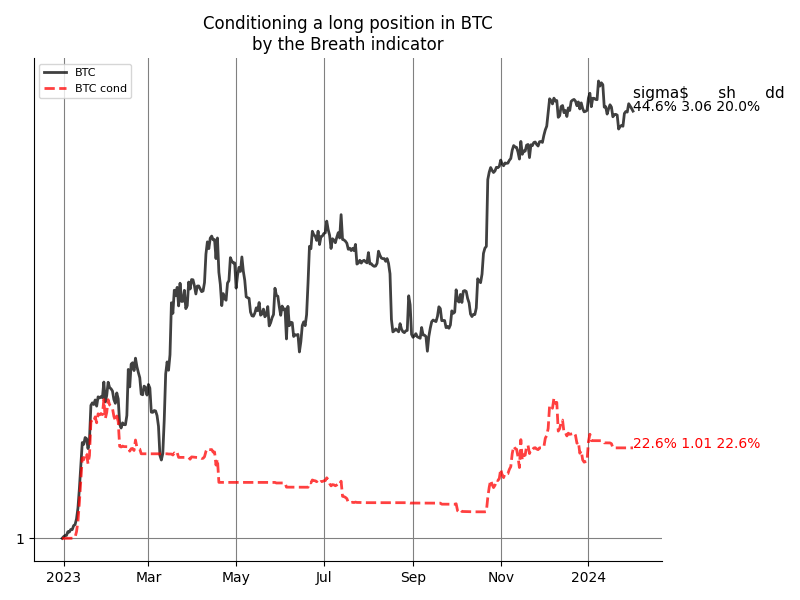 Conditioning a long position in BTC
by the Breath indicator
BTC
BTC cond
sigma$ sh dd
44.6% 3.06 20.0%
22.6% 1.01 22.6%
1
2023 Mar May Jul Sep Nov 2024